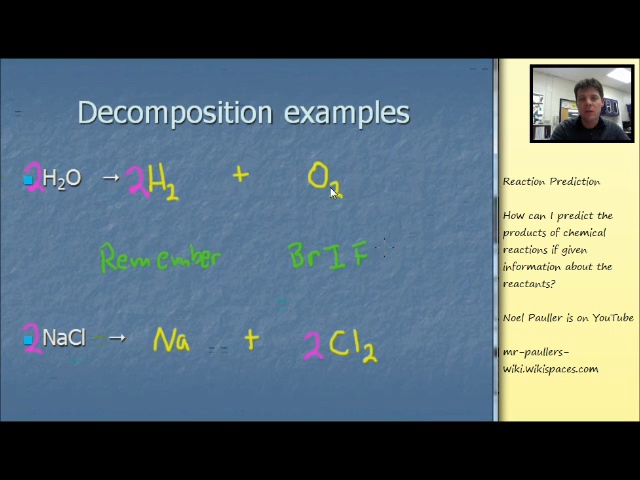 Decomposition examples
2H₂O → 2H₂ + O₂
Remember BrIF
2NaCl → Na + 2Cl₂
Reaction Prediction
How can I predict the
products of chemical
reactions if given
information about the
reactants?
Noel Pauller is on YouTube
mr-paullers-
wiki.wikispaces.com